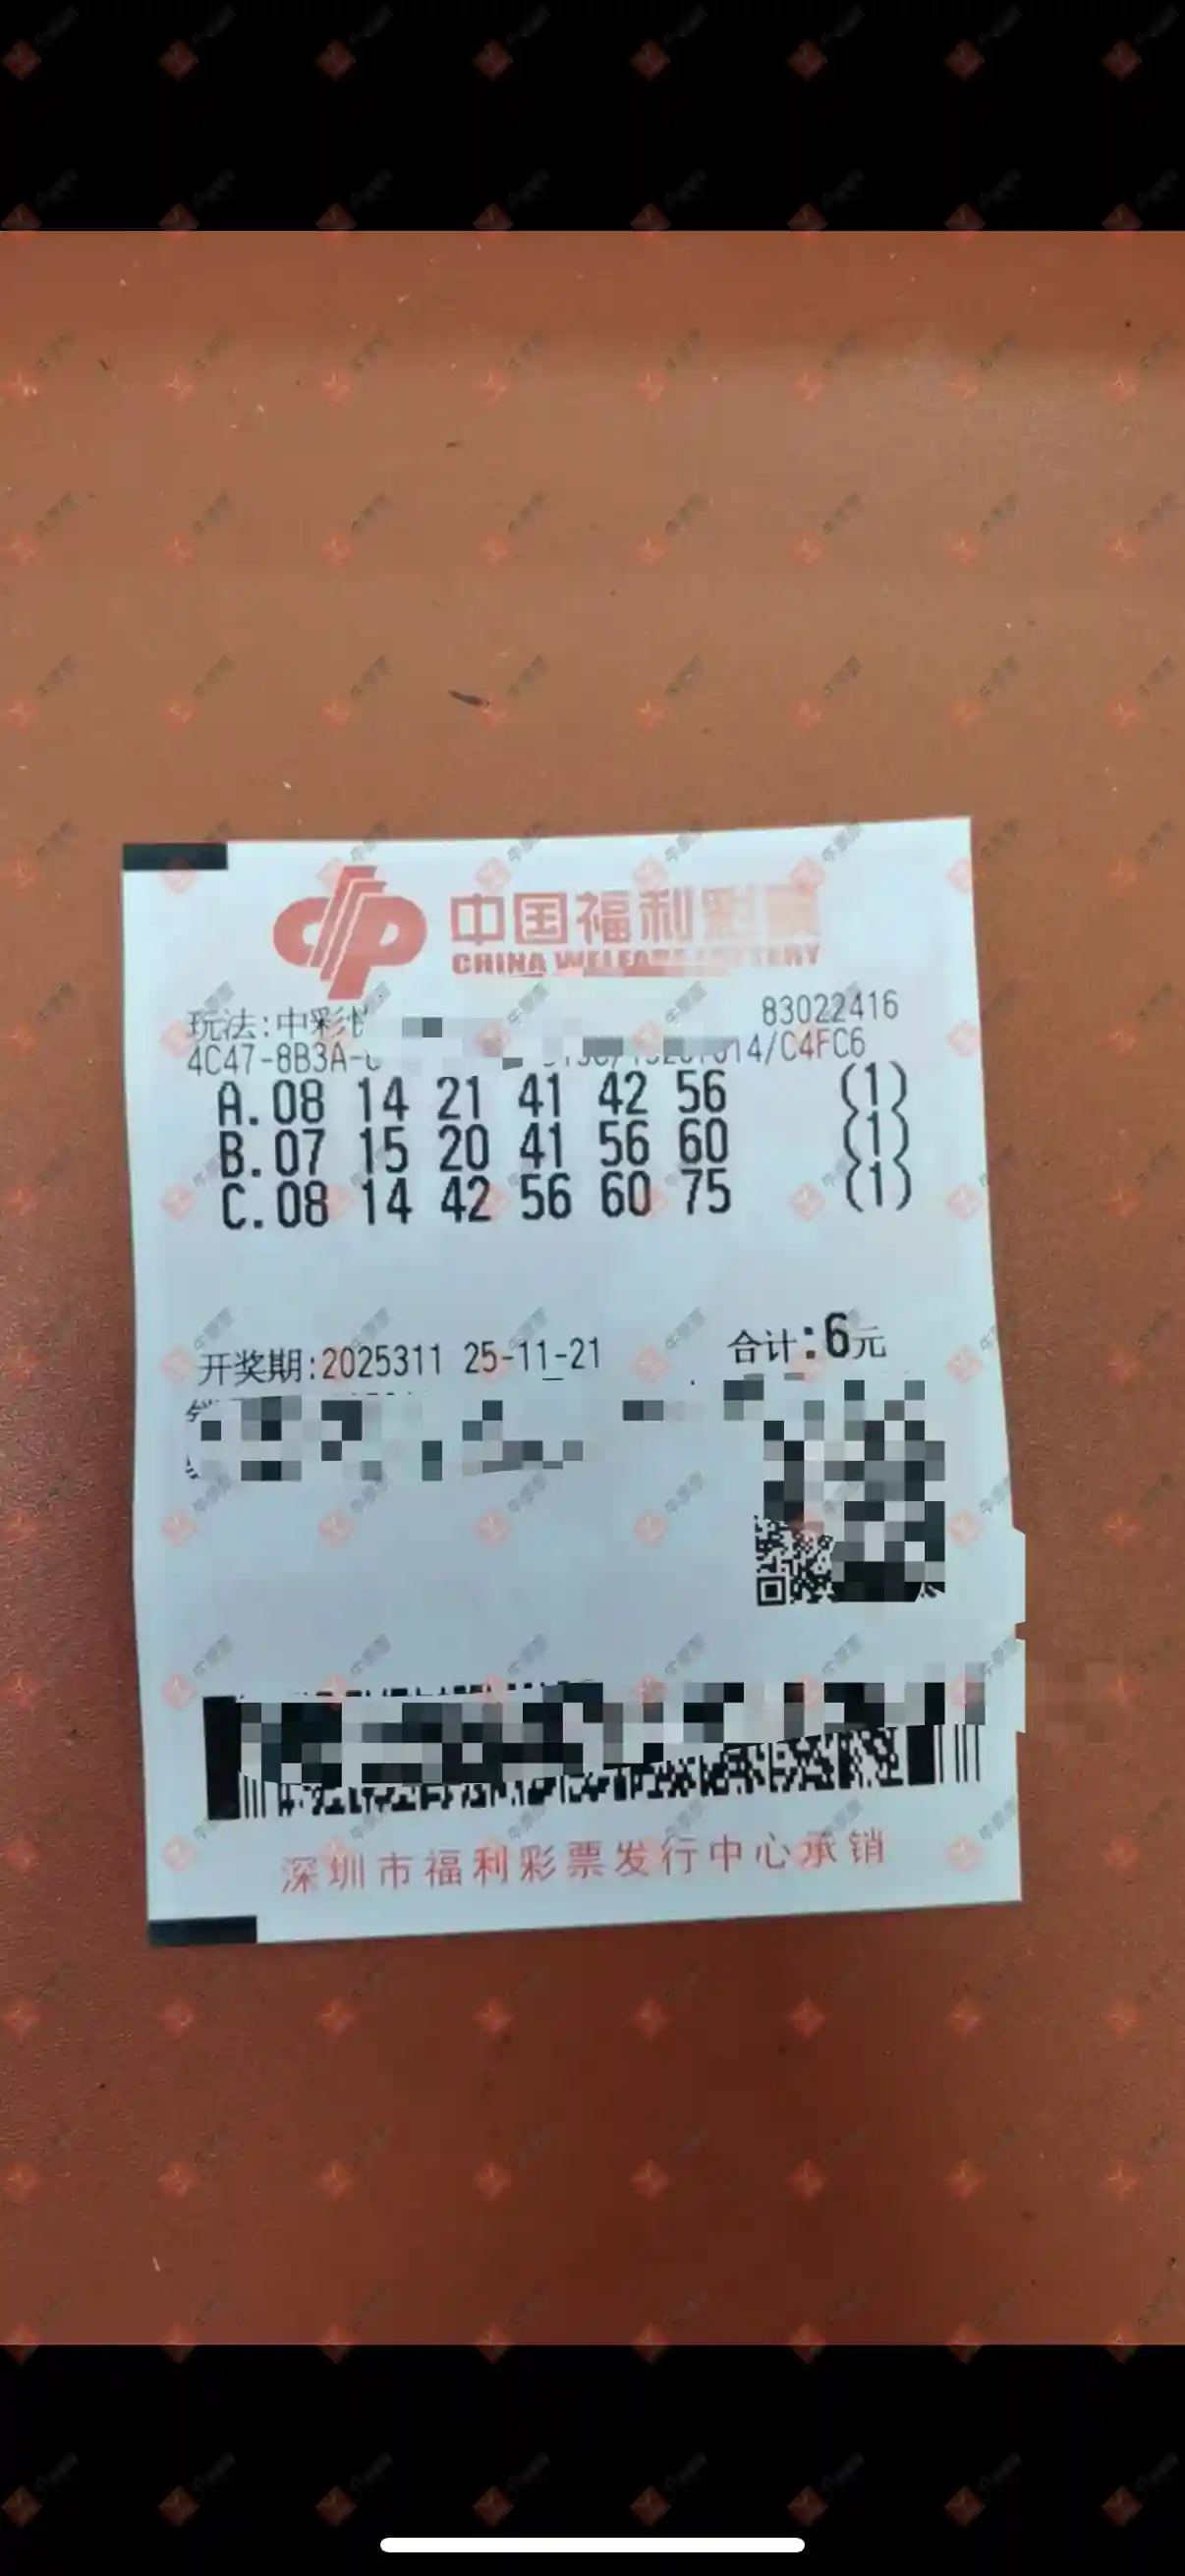 中国福利彩票
CHINA WELFARE LOTTERY
玩法:中彩 83022416
4C47-8B3A- 14/C4FC6
A.08 14 21 41 42 56 (1)
B.07 15 20 41 56 60 (1)
C.08 14 42 56 60 75 (1)
开奖期:2025311 25-11-21 合计:6元
深圳市福利彩票发行中心承销